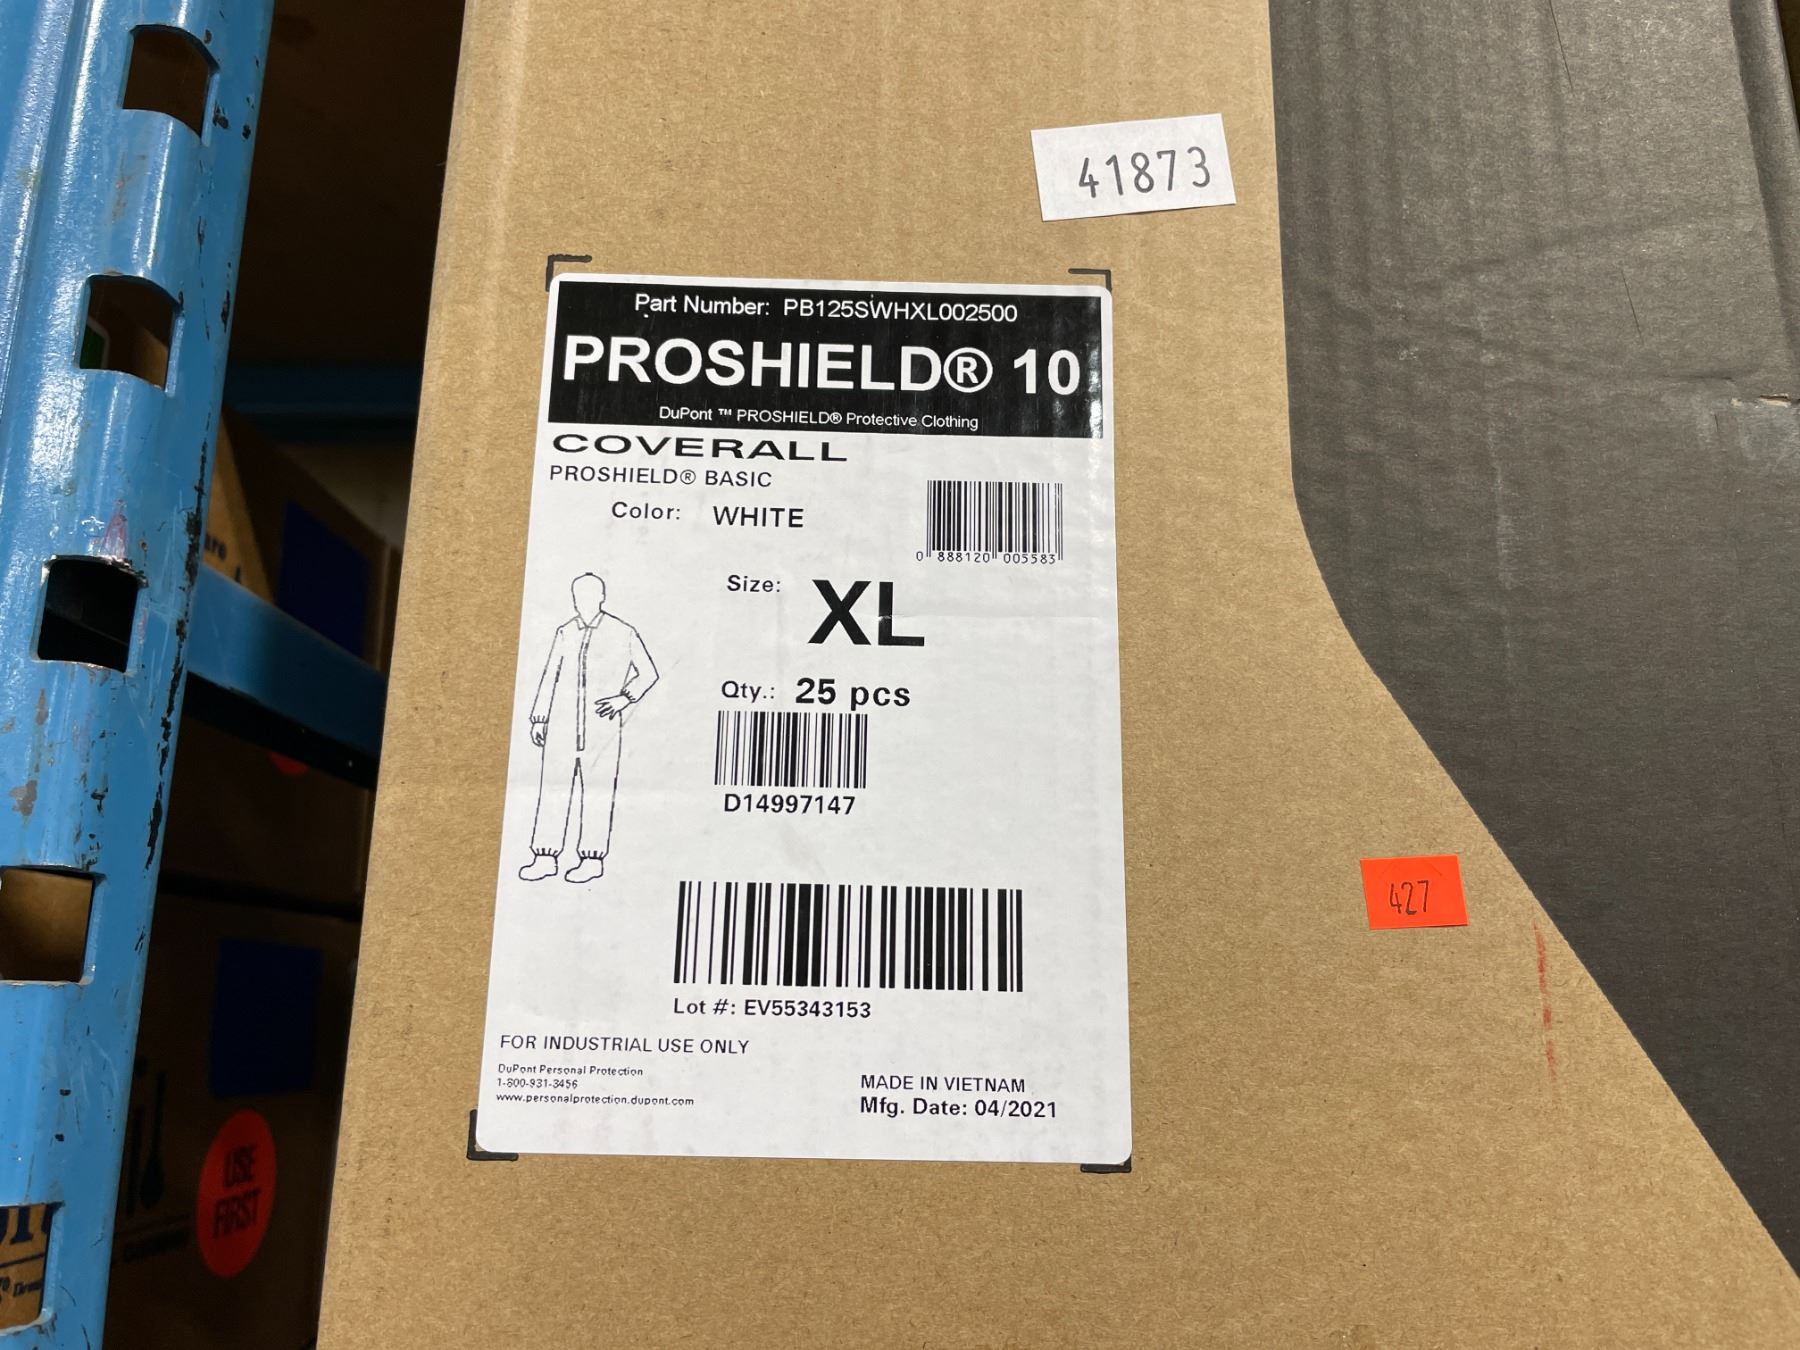 41873
Part Number: PB125SWHXL002500
PROSHIELD® 10
DuPont ™ PROSHIELD® Protective Clothing
COVERALL
PROSHIELD® BASIC
Color: WHITE
0 888120 005583
Size: XL
Qty.: 25 pcs
D14997147
427
Lot #: EV55343153
FOR INDUSTRIAL USE ONLY
DuPont Personal Protection
1-800-931-3456
www.personalprotection.dupont.com
MADE IN VIETNAM
Mfg. Date: 04/2021
USE
FIRST